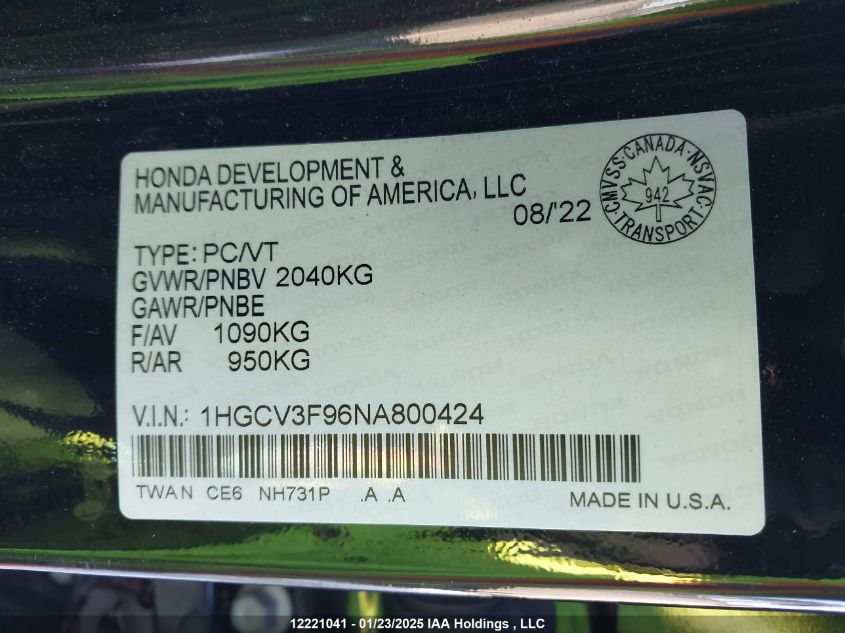 HONDA DEVELOPMENT &
MANUFACTURING OF AMERICA, LLC
08/'22
CMVSS · CANADA · NSVAC · TRANSPORT ·
942
TYPE: PC/VT
GVWR/PNBV 2040KG
GAWR/PNBE
F/AV 1090KG
R/AR 950KG
V.I.N.: 1HGCV3F96NA800424
TWAN CE6 NH731P .A .A
MADE IN U.S.A.
12221041 - 01/23/2025 IAA Holdings , LLC